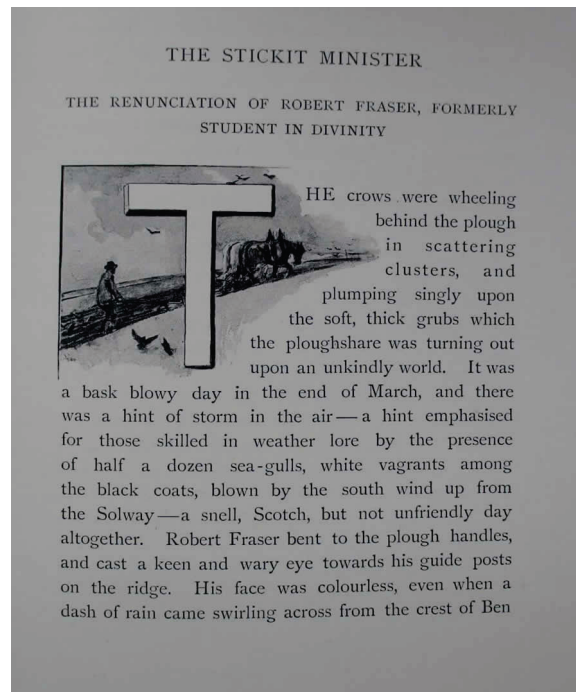 THE STICKIT MINISTER
THE RENUNCIATION OF ROBERT FRASER, FORMERLY
STUDENT IN DIVINITY
THE crows were wheeling
behind the plough
in scattering
clusters, and
plumping singly upon
the soft, thick grubs which
the ploughshare was turning out
upon an unkindly world. It was
a bask blowy day in the end of March, and there
was a hint of storm in the air—a hint emphasised
for those skilled in weather lore by the presence
of half a dozen sea-gulls, white vagrants among
the black coats, blown by the south wind up from
the Solway—a snell, Scotch, but not unfriendly day
altogether. Robert Fraser bent to the plough handles,
and cast a keen and wary eye towards his guide posts
on the ridge. His face was colourless, even when a
dash of rain came swirling across from the crest of Ben